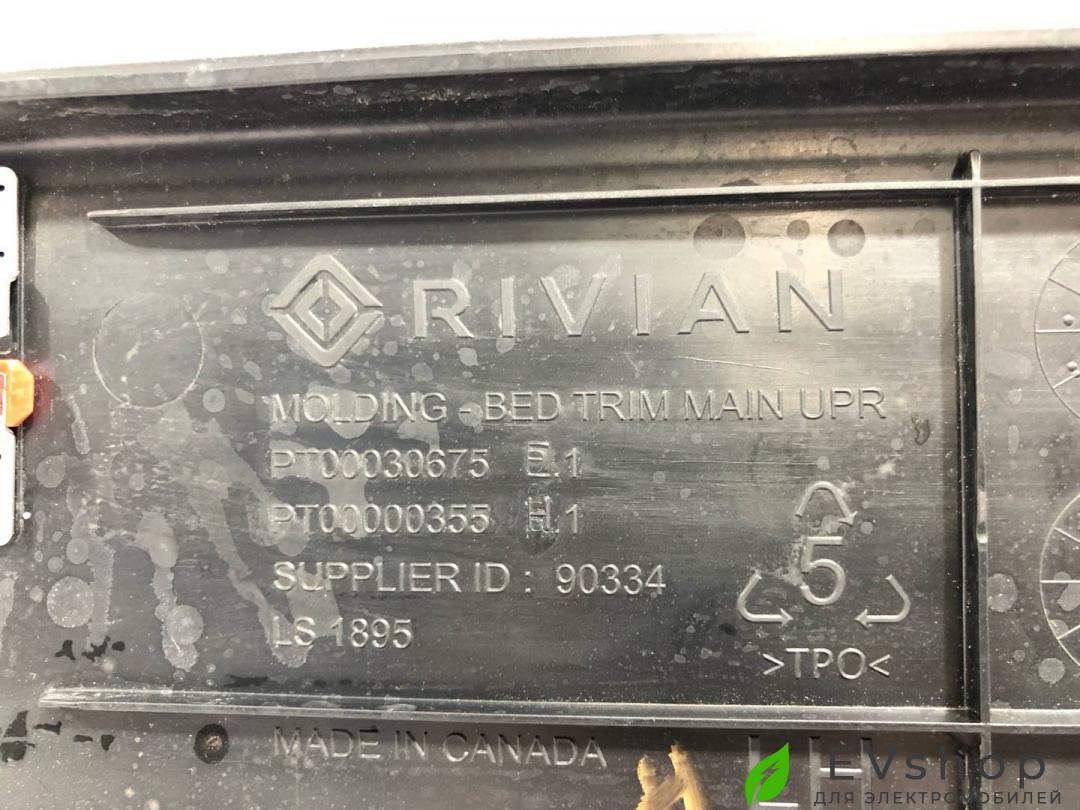 RIVIAN
MOLDING - BED TRIM MAIN UPR
PT00030675 E.1
PT00000355 H.1
SUPPLIER ID : 90334
LS 1895
5
>TPO<
MADE IN CANADA
EVshop
ДЛЯ ЭЛЕКТРОМОБИЛЕЙ